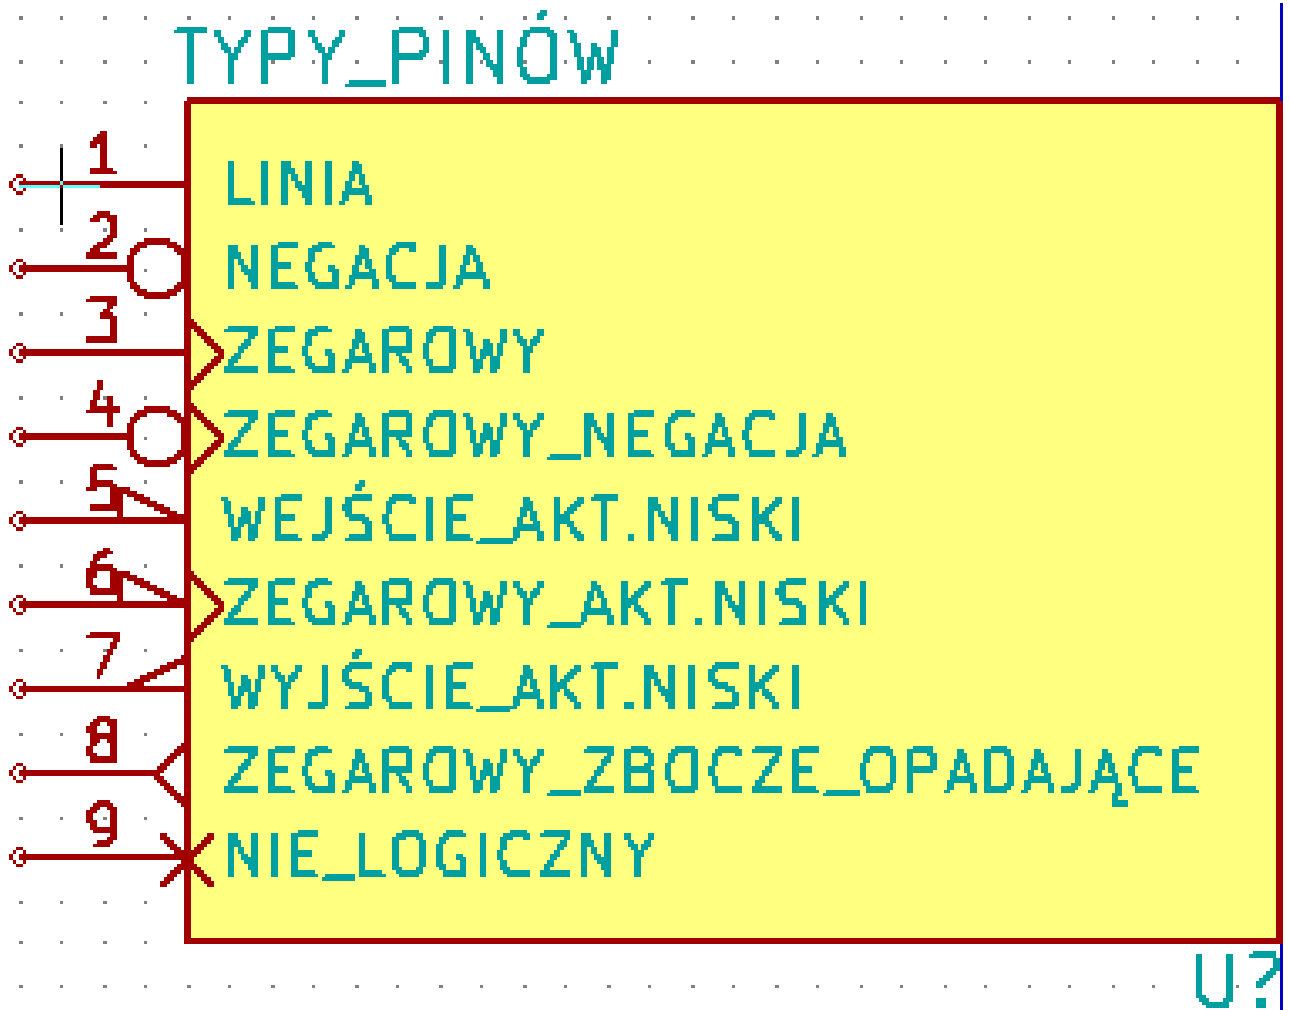 TYPY_PINÓW
1 LINIA
2 NEGACJA
3 ZEGAROWY
4 ZEGAROWY_NEGACJA
5 WEJŚCIE_AKT.NISKI
6 ZEGAROWY_AKT.NISKI
7 WYJŚCIE_AKT.NISKI
8 ZEGAROWY_ZBOCZE_OPADAJĄCE
9 NIE_LOGICZNY
U?